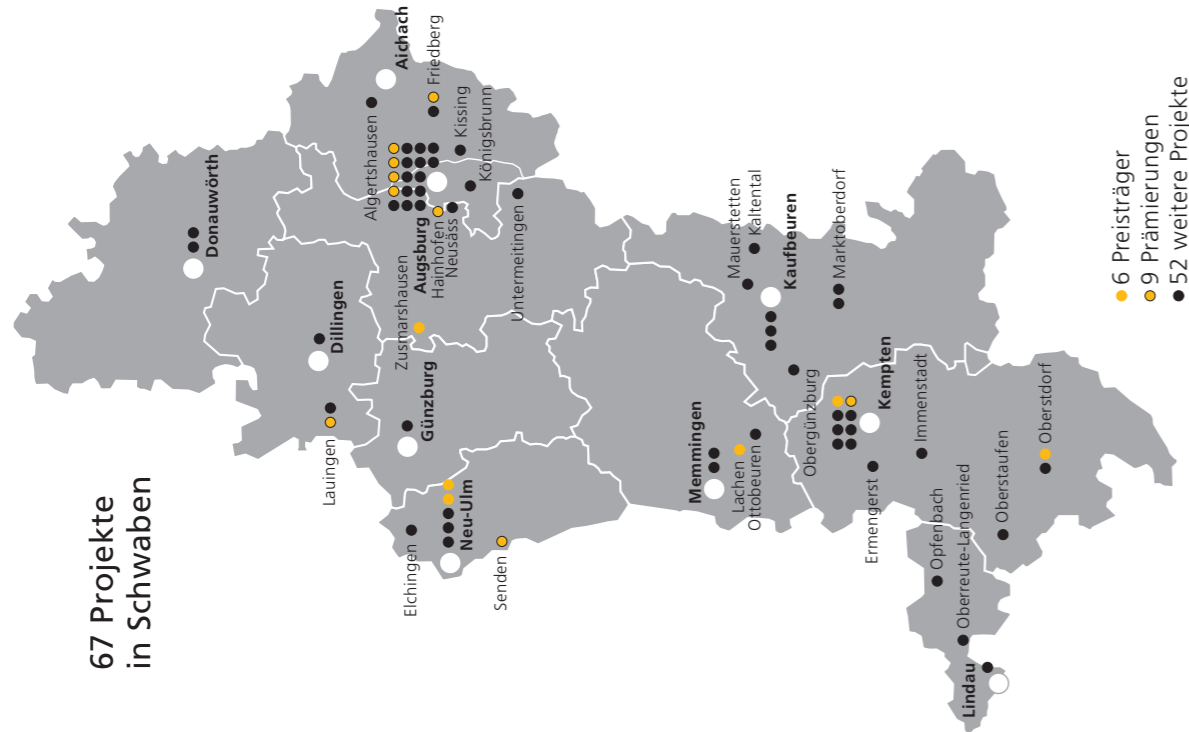 67 Projekte
in Schwaben
Donauwörth
Dillingen
Lauingen
Günzburg
Zusmarshausen
Augsburg
Hainhofen
Neusäss
Algertshausen
Aichach
Friedberg
Kissing
Königsbrunn
Untermeitingen
Elchingen
Neu-Ulm
Senden
Memmingen
Lachen
Ottobeuren
Mauerstetten
Kaltental
Kaufbeuren
Marktoberdorf
Obergünzburg
Kempten
Ermengerst
Immenstadt
Opfenbach
Oberreute-Langenried
Lindau
Oberstaufen
Oberstdorf
6 Preisträger
9 Prämierungen
52 weitere Projekte